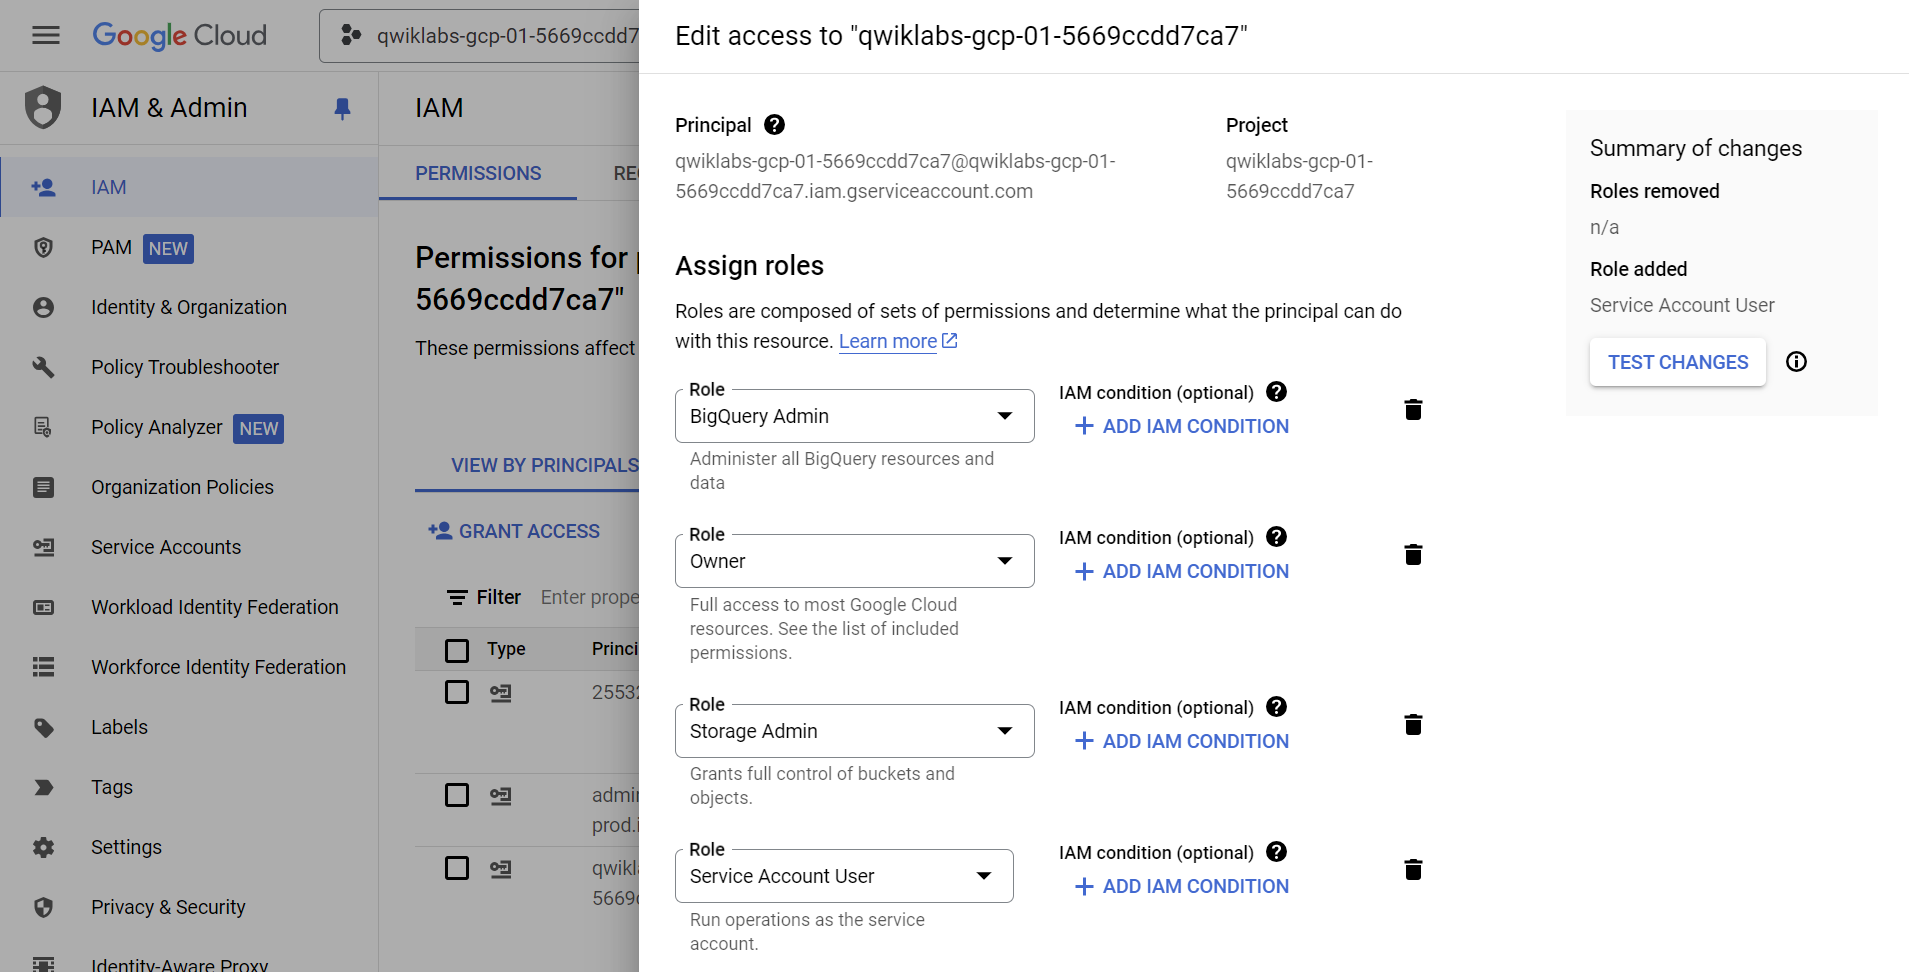 Google Cloud
qwiklabs-gcp-01-5669ccdd7
IAM & Admin
IAM
PAM NEW
Identity & Organization
Policy Troubleshooter
Policy Analyzer NEW
Organization Policies
Service Accounts
Workload Identity Federation
Workforce Identity Federation
Labels
Tags
Settings
Privacy & Security
Identity-Aware Proxy
IAM
PERMISSIONS
REC
Permissions for
5669ccdd7ca7"
These permissions affect
VIEW BY PRINCIPALS
GRANT ACCESS
Filter Enter prope
Type Princi
25532
admin
prod.i
qwikl
5669c
Edit access to "qwiklabs-gcp-01-5669ccdd7ca7"
Principal
qwiklabs-gcp-01-5669ccdd7ca7@qwiklabs-gcp-01-
5669ccdd7ca7.iam.gserviceaccount.com
Project
qwiklabs-gcp-01-
5669ccdd7ca7
Assign roles
Roles are composed of sets of permissions and determine what the principal can do
with this resource. Learn more
Role
BigQuery Admin
IAM condition (optional)
ADD IAM CONDITION
Administer all BigQuery resources and
data
Role
Owner
IAM condition (optional)
ADD IAM CONDITION
Full access to most Google Cloud
resources. See the list of included
permissions.
Role
Storage Admin
IAM condition (optional)
ADD IAM CONDITION
Grants full control of buckets and
objects.
Role
Service Account User
IAM condition (optional)
ADD IAM CONDITION
Run operations as the service
account.
Summary of changes
Roles removed
n/a
Role added
Service Account User
TEST CHANGES